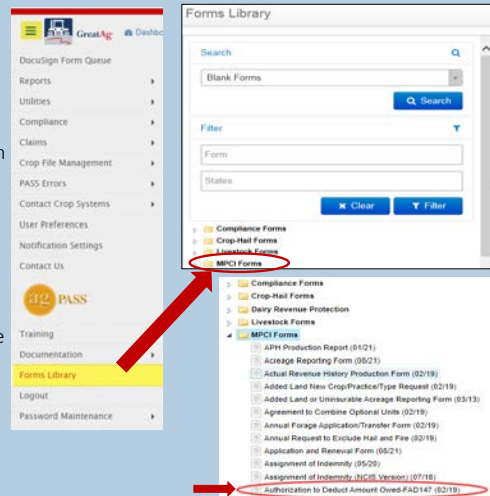 GreatAg
Dashbo
DocuSign Form Queue
Reports
Utilities
Compliance
Claims
Crop File Management
PASS Errors
Contact Crop Systems
User Preferences
Notification Settings
Contact Us
ag PASS
Training
Documentation
Forms Library
Logout
Password Maintenance
n
e
Forms Library
Search
Blank Forms
Search
Filter
Form
States
Clear
Filter
Compliance Forms
Crop-Hail Forms
Livestock Forms
MPCI Forms
Compliance Forms
Crop-Hail Forms
Dairy Revenue Protection
Livestock Forms
MPCI Forms
APH Production Report (01/21)
Acreage Reporting Form (06/21)
Actual Revenue History Production Form (02/19)
Added Land New Crop/Practice/Type Request (02/19)
Added Land or Uninsurable Acreage Reporting Form (03/13)
Agreement to Combine Optional Units (02/19)
Annual Forage Application/Transfer Form (02/19)
Annual Request to Exclude Hail and Fire (02/19)
Application and Renewal Form (08/21)
Assignment of Indemnity (05/20)
Assignment of Indemnity (NCIS Version) (07/18)
Authorization to Deduct Amount Owed-FAD147 (02/19)